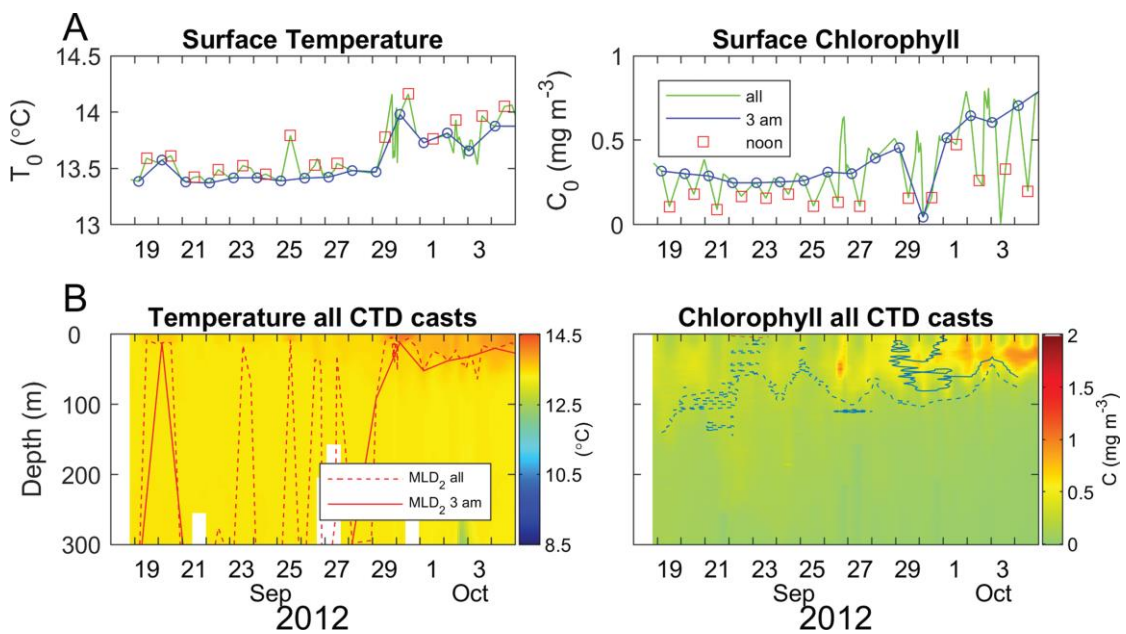 A
Surface Temperature
Surface Chlorophyll
14.5
14
13.5
13
T0 (°C)
19 21 23 25 27 29 1 3
1
0.5
0
C0 (mg m-3)
all
3 am
noon
19 21 23 25 27 29 1 3
B
Temperature all CTD casts
Chlorophyll all CTD casts
0
100
200
300
Depth (m)
MLD2 all
MLD2 3 am
14.5
12.5
10.5
8.5
(°C)
2
1.5
1
0.5
0
C (mg m-3)
19 21 23 25 27 29 1 3
Sep Oct
2012
19 21 23 25 27 29 1 3
Sep Oct
2012